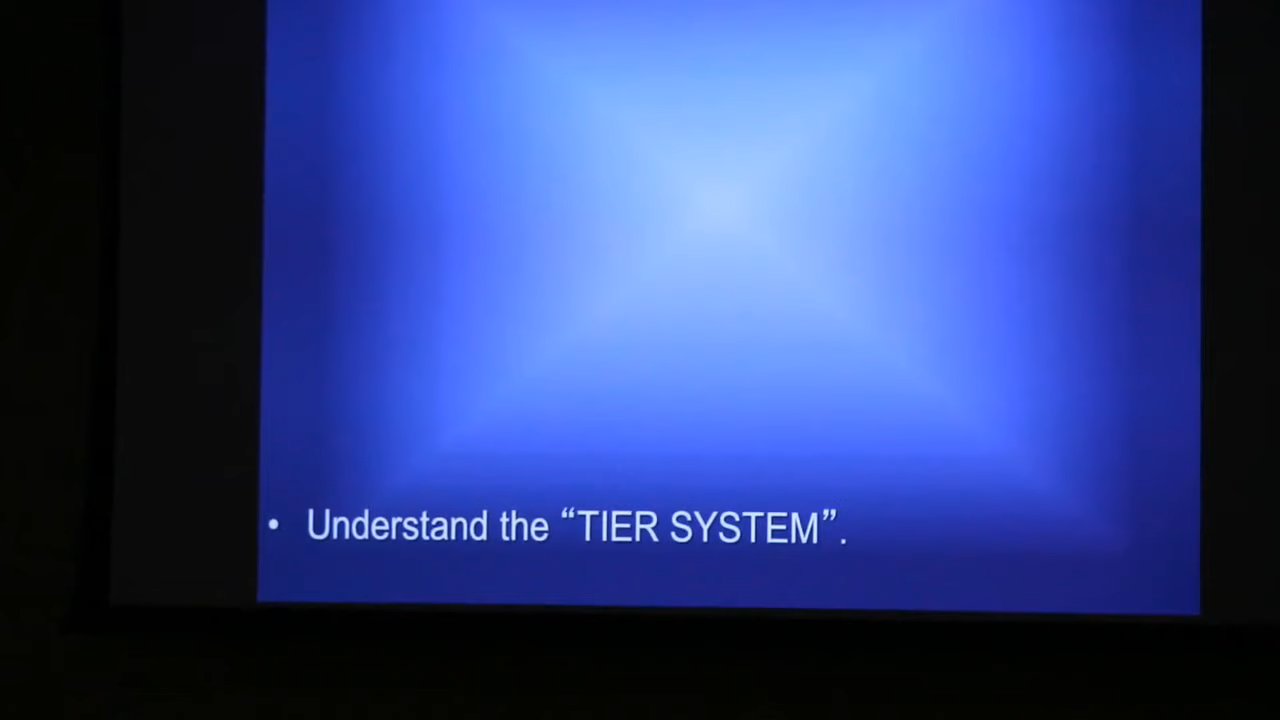 • Understand the “TIER SYSTEM”.